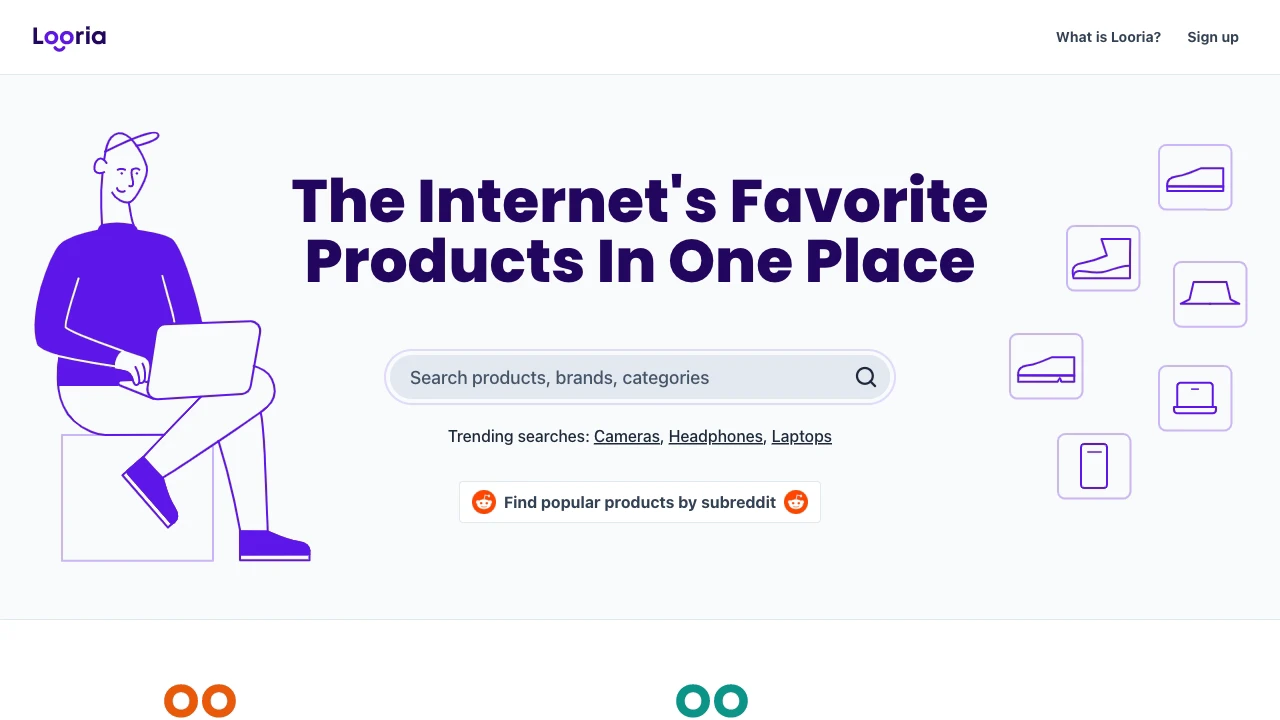 Looria
What is Looria?
Sign up
The Internet's Favorite
Products In One Place
Search products, brands, categories
Trending searches: Cameras, Headphones, Laptops
Find popular products by subreddit